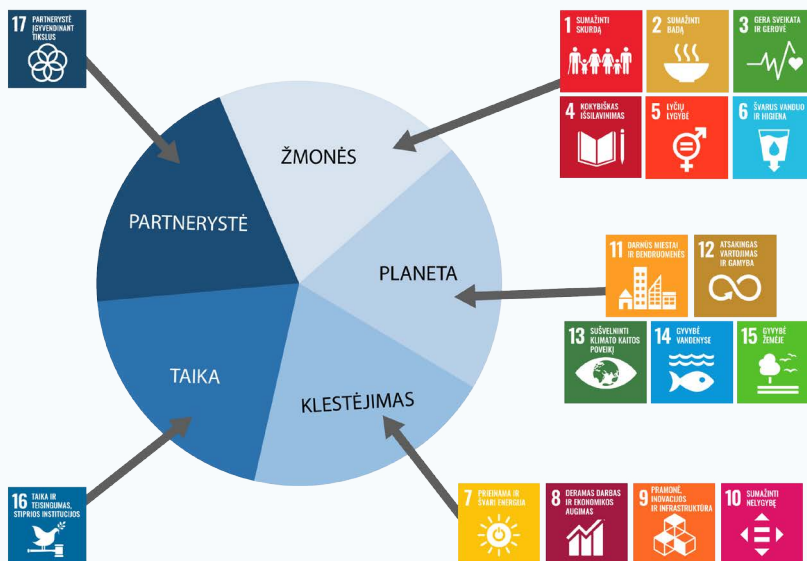 17 PARTNERYSTĖ
ĮGYVENDINANT
TIKSLUS
1 SUMAŽINTI
SKURDĄ
2 SUMAŽINTI
BADĄ
3 GERA SVEIKATA
IR GEROVĖ
4 KOKYBIŠKAS
IŠSILAVINIMAS
5 LYČIŲ
LYGYBĖ
6 ŠVARUS VANDUO
IR HIGIENA
ŽMONĖS
PARTNERYSTĖ
PLANETA
11 DARNŪS MIESTAI
IR BENDRUOMENĖS
12 ATSAKINGAS
VARTOJIMAS
IR GAMYBA
13 SUŠVELNINTI
KLIMATO KAITOS
POVEIKĮ
14 GYVYBĖ
VANDENYSE
15 GYVYBĖ
ŽEMĖJE
TAIKA
KLESTĖJIMAS
16 TAIKA IR
TEISINGUMAS,
STIPRIOS INSTITUCIJOS
7 PRIEINAMA IR
ŠVARI ENERGIJA
8 DERAMAS DARBAS
IR EKONOMIKOS
AUGIMAS
9 PRAMONĖ,
INOVACIJOS
IR INFRASTRUKTŪRA
10 SUMAŽINTI
NELYGYBĘ